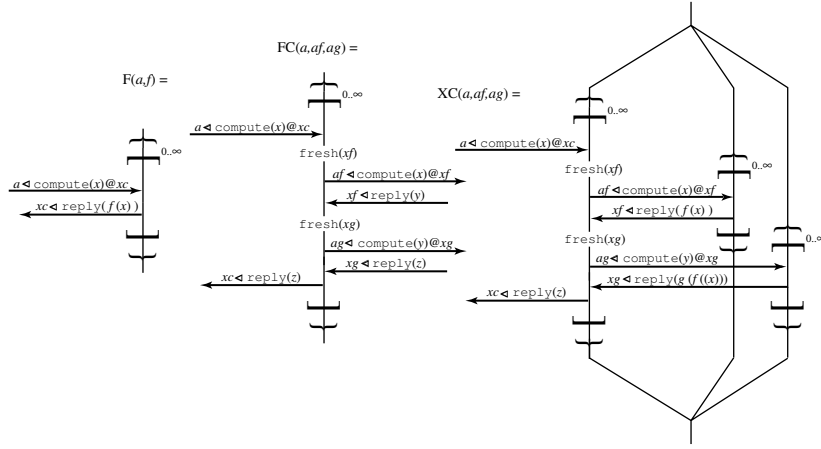 F(a,f) =
0..∞
a⊲compute(x)@xc
xc⊲reply(f(x) )
FC(a,af,ag) =
0..∞
a⊲compute(x)@xc
fresh(xf)
af⊲compute(x)@xf
xf⊲reply(y)
fresh(xg)
ag⊲compute(y)@xg
xg⊲reply(z)
xc⊲reply(z)
XC(a,af,ag) =
0..∞
a⊲compute(x)@xc
fresh(xf)
0..∞
af⊲compute(x)@xf
xf⊲reply(f(x) )
fresh(xg)
0..∞
ag⊲compute(y)@xg
xg⊲reply(g (f((x)))
xc⊲reply(z)